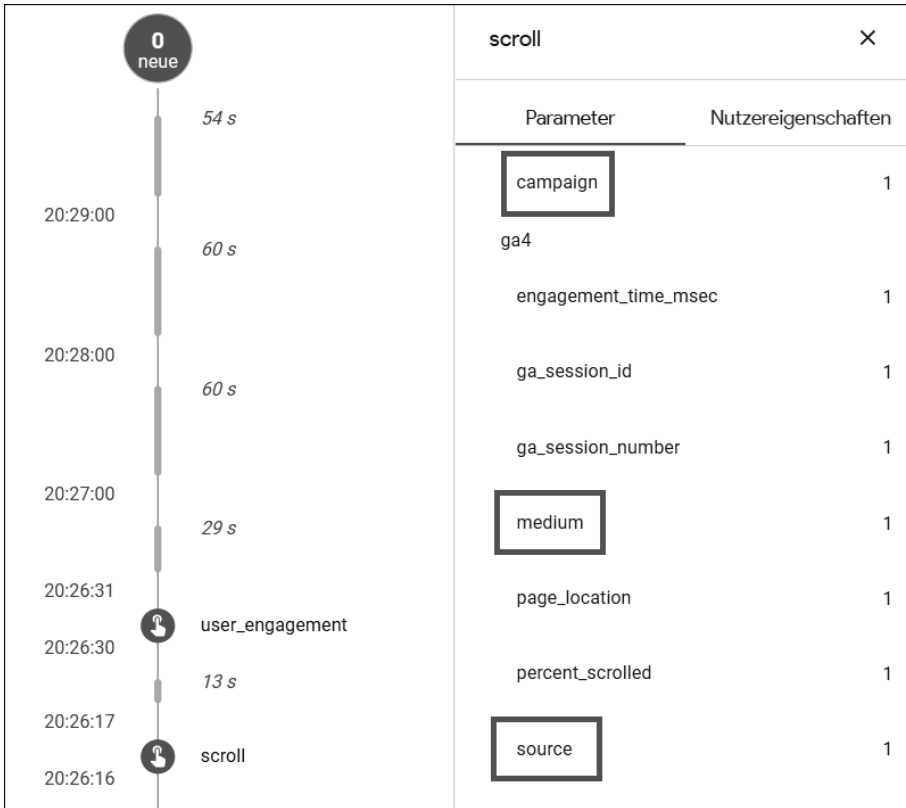 0
neue
54 s
20:29:00
60 s
20:28:00
60 s
20:27:00
29 s
20:26:31
user_engagement
20:26:30
13 s
20:26:17
scroll
20:26:16
scroll
Parameter Nutzereigenschaften
campaign 1
ga4
engagement_time_msec 1
ga_session_id 1
ga_session_number 1
medium 1
page_location 1
percent_scrolled 1
source 1